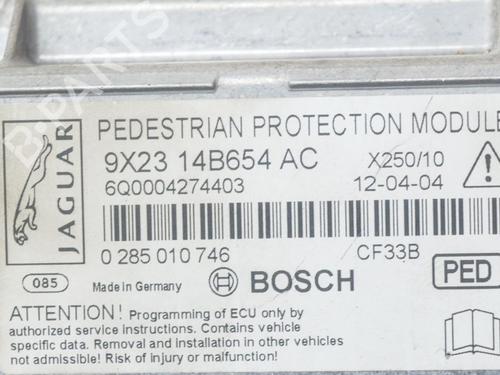 B-PARTS
JAGUAR
PEDESTRIAN PROTECTION MODULE
9X23 14B654 AC
X250/10
6Q0004274403
12-04-04
0 285 010 746
CF33B
085
Made in Germany
BOSCH
PED
ATTENTION! Programming of ECU only by
authorized service instructions. Contains vehicle
specific data. Removal and installation in other vehicles
not admissible! Risk of injury or malfunction!